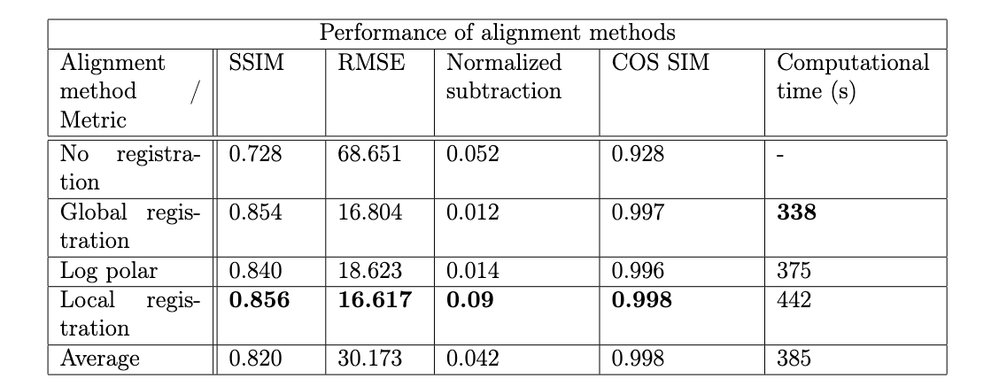 Performance of alignment methods
Alignment method / Metric SSIM RMSE Normalized subtraction COS SIM Computational time (s)
No registra-tion 0.728 68.651 0.052 0.928 -
Global regis-tration 0.854 16.804 0.012 0.997 338
Log polar 0.840 18.623 0.014 0.996 375
Local regis-tration 0.856 16.617 0.09 0.998 442
Average 0.820 30.173 0.042 0.998 385